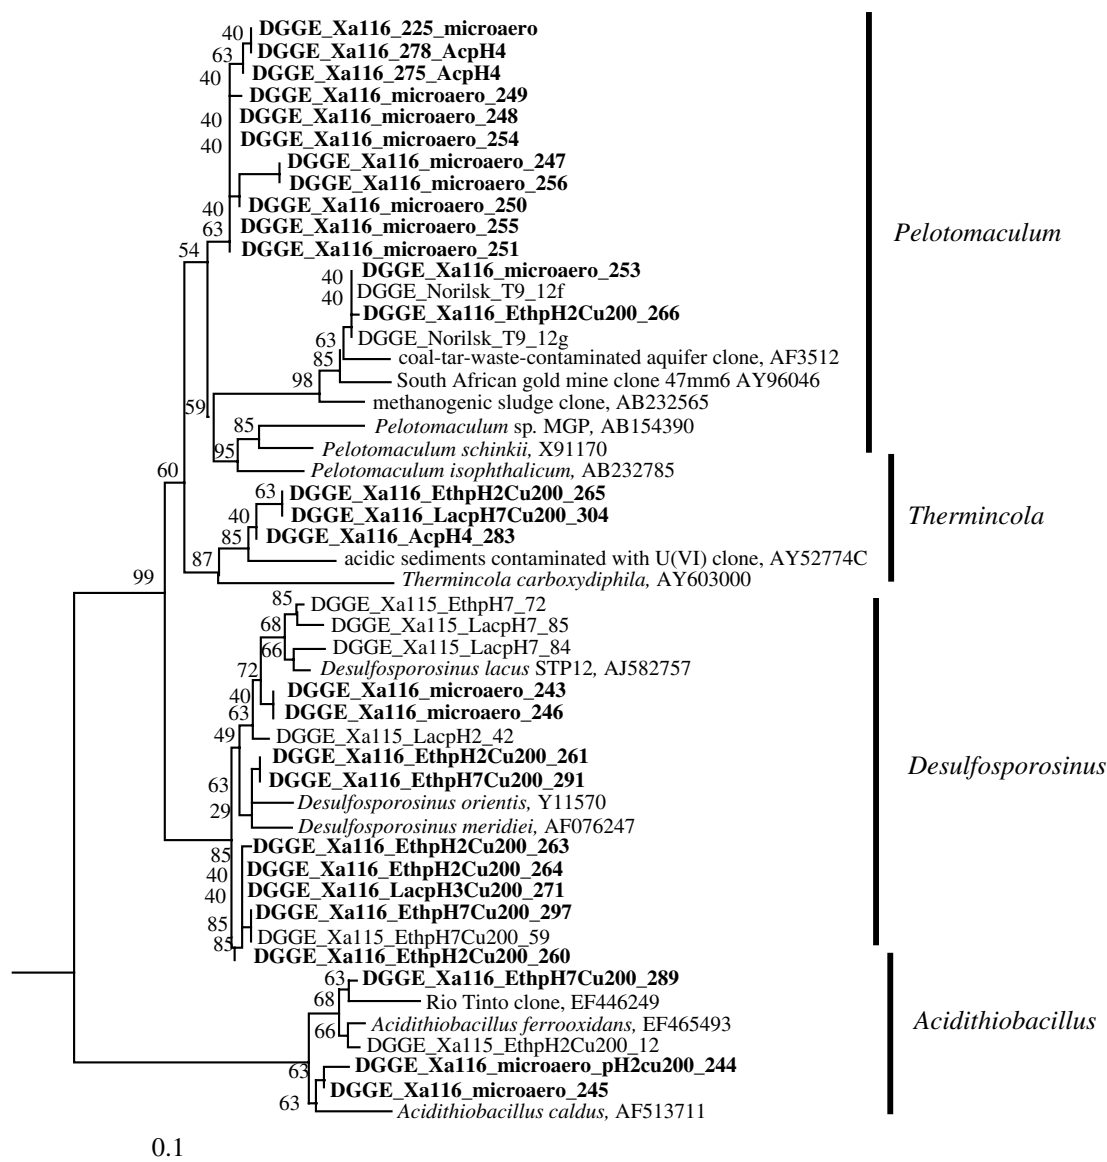 40 DGGE_Xa116_225_microaero
DGGE_Xa116_278_AcpH4
63
DGGE_Xa116_275_AcpH4
40
DGGE_Xa116_microaero_249
DGGE_Xa116_microaero_248
40
DGGE_Xa116_microaero_254
40
DGGE_Xa116_microaero_247
DGGE_Xa116_microaero_256
DGGE_Xa116_microaero_250
40
DGGE_Xa116_microaero_255
63
Pelotomaculum
DGGE_Xa116_microaero_251
54
DGGE_Xa116_microaero_253
40
DGGE_Norilsk_T9_12f
40
DGGE_Xa116_EthpH2Cu200_266
DGGE_Norilsk_T9_12g
63
coal-tar-waste-contaminated aquifer clone, AF3512
85
South African gold mine clone 47mm6 AY96046
98
methanogenic sludge clone, AB232565
59
Pelotomaculum sp. MGP, AB154390
85
Pelotomaculum schinkii, X91170
95
Pelotomaculum isophthalicum, AB232785
60
DGGE_Xa116_EthpH2Cu200_265
63
DGGE_Xa116_LacpH7Cu200_304
40
Thermincola
DGGE_Xa116_AcpH4_283
85
acidic sediments contaminated with U(VI) clone, AY52774C
87
Thermincola carboxydiphila, AY603000
99
85 DGGE_Xa115_EthpH7_72
DGGE_Xa115_LacpH7_85
68
DGGE_Xa115_LacpH7_84
66
Desulfosporosinus lacus STP12, AJ582757
72
DGGE_Xa116_microaero_243
40
DGGE_Xa116_microaero_246
63
DGGE_Xa115_LacpH2_42
49
DGGE_Xa116_EthpH2Cu200_261
Desulfosporosinus
DGGE_Xa116_EthpH7Cu200_291
63
Desulfosporosinus orientis, Y11570
29
Desulfosporosinus meridiei, AF076247
DGGE_Xa116_EthpH2Cu200_263
85
DGGE_Xa116_EthpH2Cu200_264
40
DGGE_Xa116_LacpH3Cu200_271
40
DGGE_Xa116_EthpH7Cu200_297
85
DGGE_Xa115_EthpH7Cu200_59
85
DGGE_Xa116_EthpH2Cu200_260
63 DGGE_Xa116_EthpH7Cu200_289
Rio Tinto clone, EF446249
68
Acidithiobacillus ferrooxidans, EF465493
Acidithiobacillus
66
DGGE_Xa115_EthpH2Cu200_12
DGGE_Xa116_microaero_pH2cu200_244
63
DGGE_Xa116_microaero_245
63
Acidithiobacillus caldus, AF513711
0.1